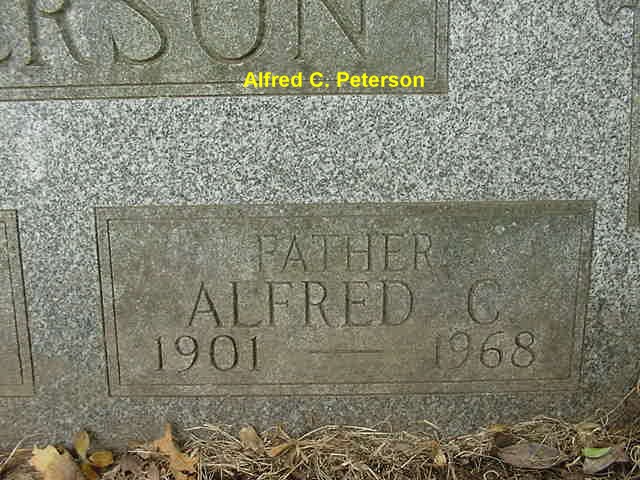 ERSON
Alfred C. Peterson
FATHER
ALFRED C.
1901 — 1968